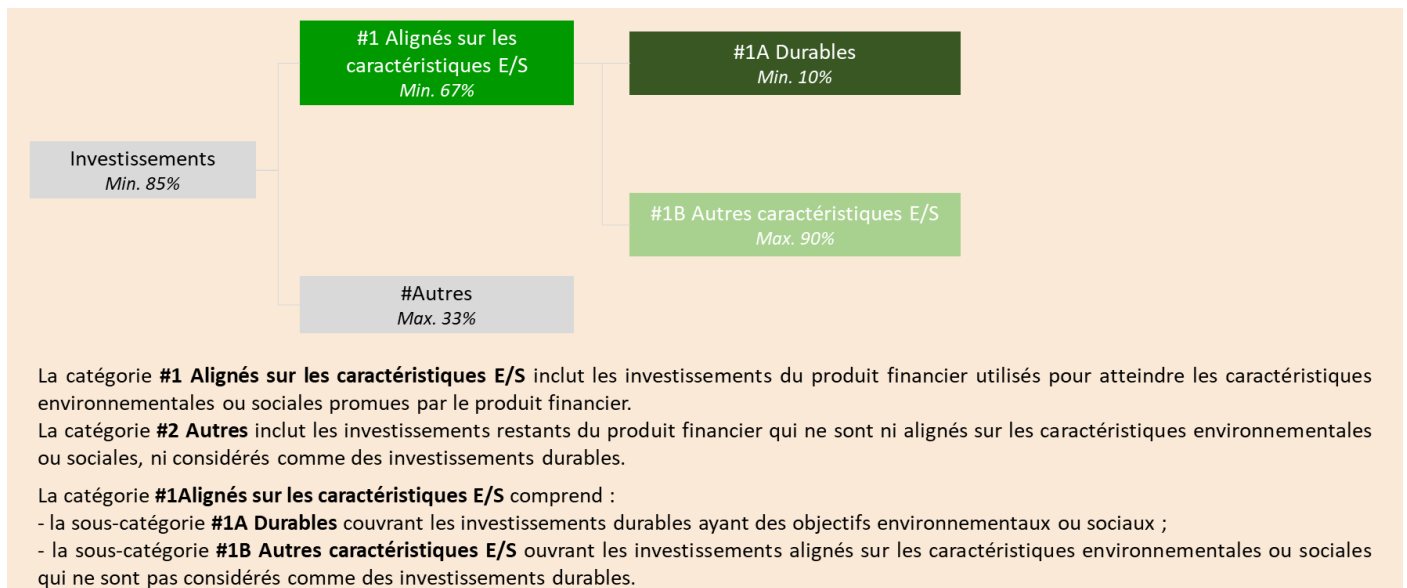 #1 Alignés sur les
caractéristiques E/S
Min. 67%
#1A Durables
Min. 10%
Investissements
Min. 85%
#1B Autres caractéristiques E/S
Max. 90%
#Autres
Max. 33%
La catégorie #1 Alignés sur les caractéristiques E/S inclut les investissements du produit financier utilisés pour atteindre les caractéristiques
environnementales ou sociales promues par le produit financier.
La catégorie #2 Autres inclut les investissements restants du produit financier qui ne sont ni alignés sur les caractéristiques environnementales
ou sociales, ni considérés comme des investissements durables.
La catégorie #1Alignés sur les caractéristiques E/S comprend :
- la sous-catégorie #1A Durables couvrant les investissements durables ayant des objectifs environnementaux ou sociaux ;
- la sous-catégorie #1B Autres caractéristiques E/S ouvrant les investissements alignés sur les caractéristiques environnementales ou sociales
qui ne sont pas considérés comme des investissements durables.